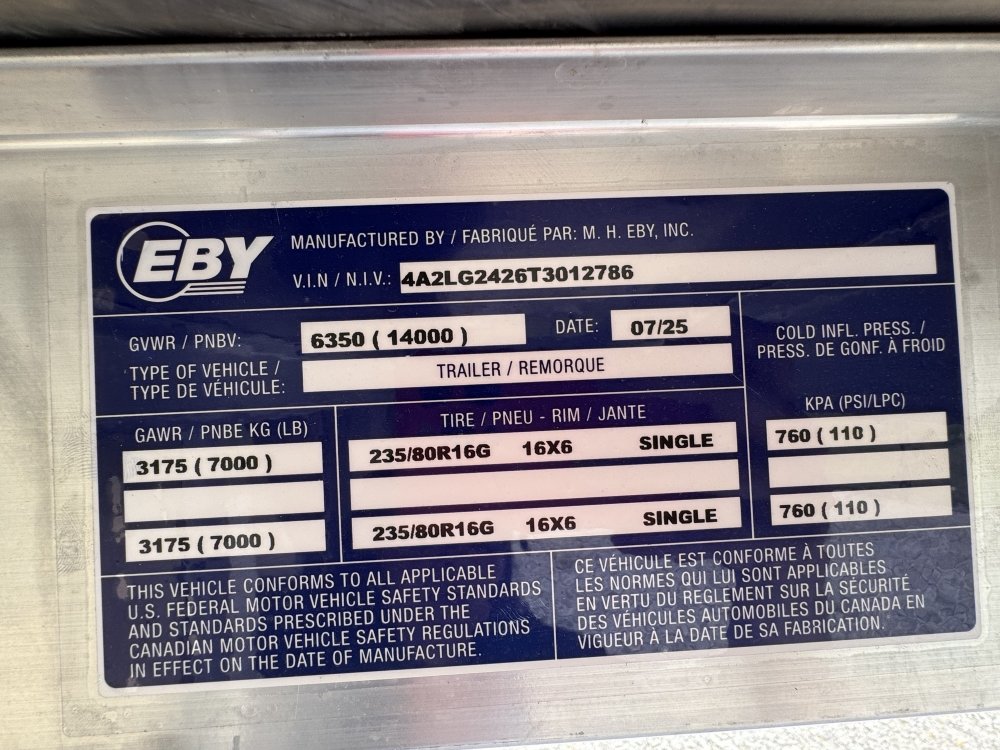 EBY
MANUFACTURED BY / FABRIQUÉ PAR: M. H. EBY, INC.
V.I.N / N.I.V.: 4A2LG2426T3012786
GVWR / PNBV: 6350 ( 14000 ) DATE: 07/25
TYPE OF VEHICLE /
TYPE DE VÉHICULE: TRAILER / REMORQUE
COLD INFL. PRESS. /
PRESS. DE GONF. À FROID
GAWR / PNBE KG (LB) TIRE / PNEU - RIM / JANTE KPA (PSI/LPC)
3175 ( 7000 ) 235/80R16G 16X6 SINGLE 760 ( 110 )
3175 ( 7000 ) 235/80R16G 16X6 SINGLE 760 ( 110 )
THIS VEHICLE CONFORMS TO ALL APPLICABLE
U.S. FEDERAL MOTOR VEHICLE SAFETY STANDARDS
AND STANDARDS PRESCRIBED UNDER THE
CANADIAN MOTOR VEHICLE SAFETY REGULATIONS
IN EFFECT ON THE DATE OF MANUFACTURE.
CE VÉHICULE EST CONFORME À TOUTES
LES NORMES QUI LUI SONT APPLICABLES
EN VERTU DU REGLEMENT SUR LA SÉCURITÉ
DES VÉHICULES AUTOMOBILES DU CANADA EN
VIGUEUR À LA DATE DE SA FABRICATION.